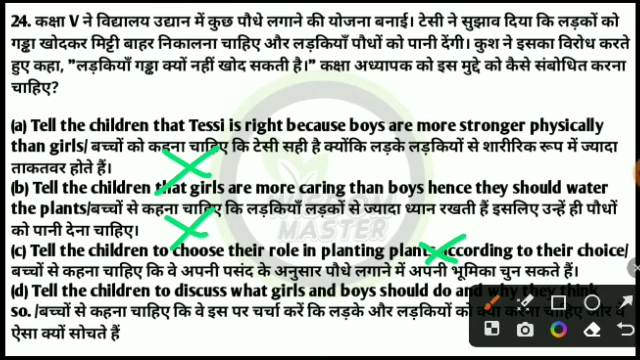 24. कक्षा V ने विद्यालय उद्यान में कुछ पौधे लगाने की योजना बनाई। टेसी ने सुझाव दिया कि लड़कों को
गड्ढा खोदकर मिट्टी बाहर निकालना चाहिए और लड़कियाँ पौधों को पानी देंगी। कुश ने इसका विरोध करते
हुए कहा, "लड़कियाँ गड्ढा क्यों नहीं खोद सकती है।" कक्षा अध्यापक को इस मुद्दे को कैसे संबोधित करना
चाहिए?
(a) Tell the children that Tessi is right because boys are more stronger physically
than girls/ बच्चों को कहना चाहिए कि टेसी सही है क्योंकि लड़के लड़कियों से शारीरिक रूप में ज्यादा
ताकतवर होते हैं।
(b) Tell the children that girls are more caring than boys hence they should water
the plants/बच्चों से कहना चाहिए कि लड़कियाँ लड़कों से ज्यादा ध्यान रखती हैं इसलिए उन्हें ही पौधों
को पानी देना चाहिए।
(c) Tell the children to choose their role in planting plants according to their choice/
बच्चों से कहना चाहिए कि वे अपनी पसंद के अनुसार पौधे लगाने में अपनी भूमिका चुन सकते हैं।
(d) Tell the children to discuss what girls and boys should do and why they think
so. /बच्चों से कहना चाहिए कि वे इस पर चर्चा करें कि लड़के और लड़कियों को क्या करना चाहिए और वे
ऐसा क्यों सोचते हैं
MASTER